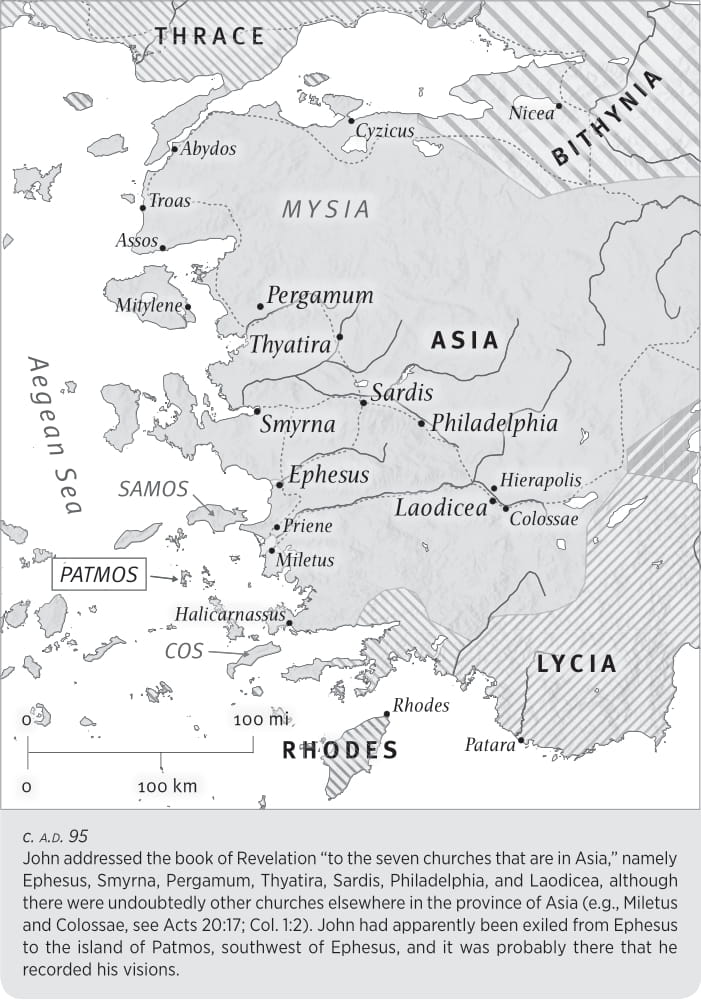 THRACE
Nicea
BITHYNIA
Cyzicus
Abydos
Troas
MYSIA
Assos
Mitylene
Pergamum
Thyatira
ASIA
Aegean Sea
Sardis
Smyrna
Philadelphia
Ephesus
Hierapolis
SAMOS
Laodicea
Colossae
Priene
Miletus
PATMOS
Halicarnassus
COS
LYCIA
Rhodes
0 100 mi
RHODES
Patara
0 100 km
C. A.D. 95
John addressed the book of Revelation “to the seven churches that are in Asia,” namely
Ephesus, Smyrna, Pergamum, Thyatira, Sardis, Philadelphia, and Laodicea, although
there were undoubtedly other churches elsewhere in the province of Asia (e.g., Miletus
and Colossae, see Acts 20:17; Col. 1:2). John had apparently been exiled from Ephesus
to the island of Patmos, southwest of Ephesus, and it was probably there that he
recorded his visions.